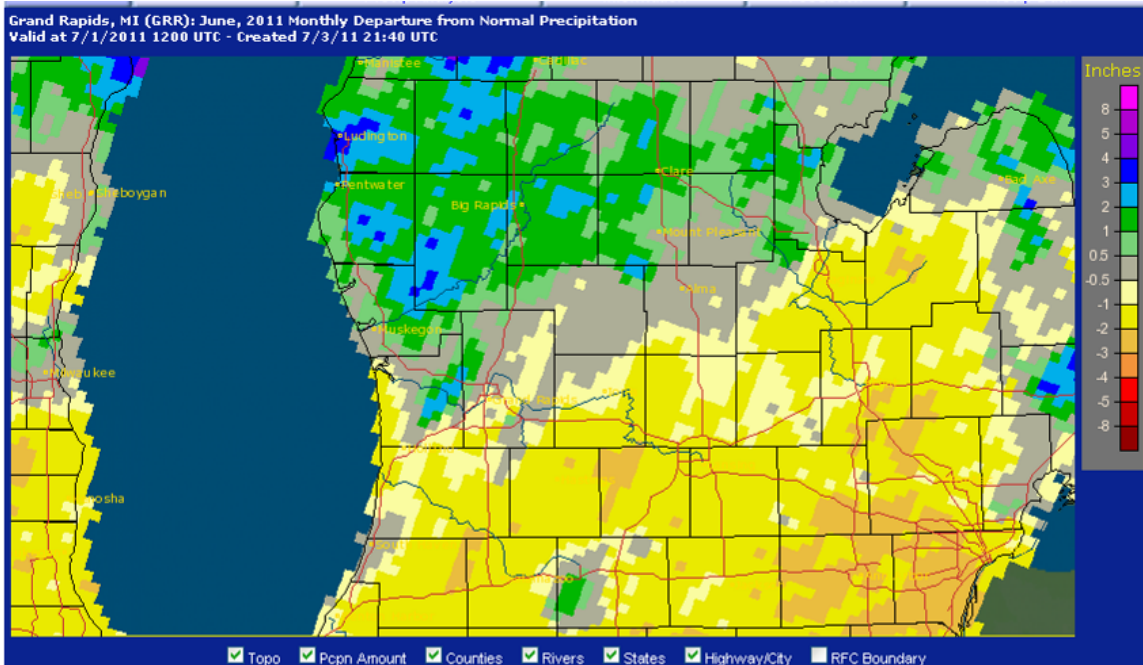 Grand Rapids, MI (GRR): June, 2011 Monthly Departure from Normal Precipitation
Valid at 7/1/2011 1200 UTC - Created 7/3/11 21:40 UTC
Inches
Manistee
Cadillac
8
5
4
3
2
1
0.5
-0.5
-1
-2
-3
-4
-5
-8
Ludington
Clare
Bad Axe
Pentwater
Sheboygan
Big Rapids
Mount Pleasant
Alma
Muskegon
Milwaukee
Grand Rapids
Topo
Pcpn Amount
Counties
Rivers
States
Highway/City
RFC Boundary